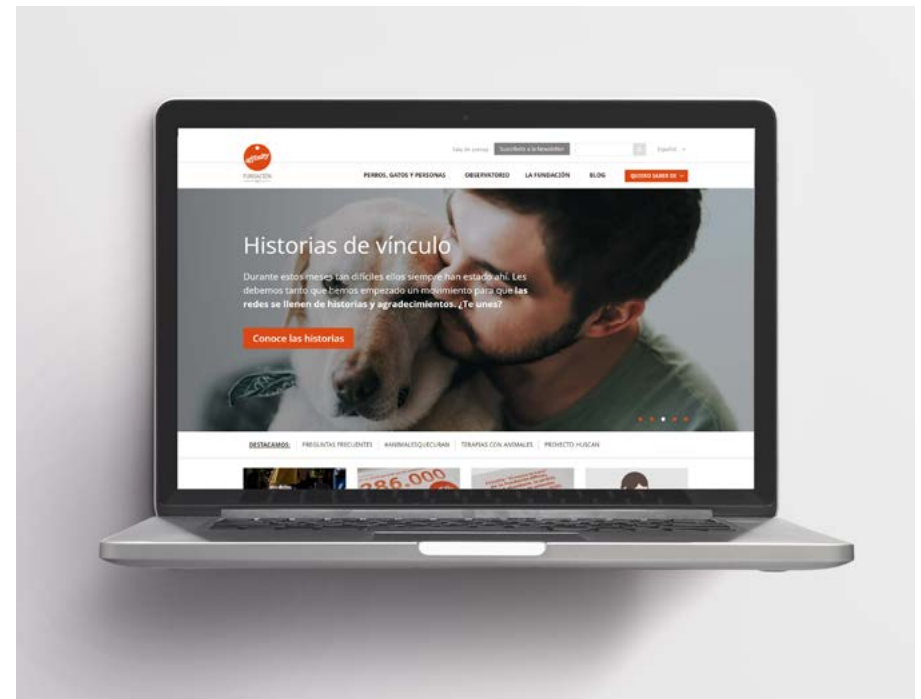 affinity
FUNDACIÓN
Sala de prensa
Suscríbete a la Newsletter
Español
PERROS, GATOS Y PERSONAS
OBSERVATORIO
LA FUNDACIÓN
BLOG
QUIERO SABER DE
Historias de vínculo
Durante estos meses tan difíciles ellos siempre han estado ahí. Les
debemos tanto que hemos empezado un movimiento para que las
redes se llenen de historias y agradecimientos. ¿Te unes?
Conoce las historias
DESTACAMOS:
PREGUNTAS FRECUENTES
#ANIMALESQUECURAN
TERAPIAS CON ANIMALES
PROYECTO HUSCAN
286.000